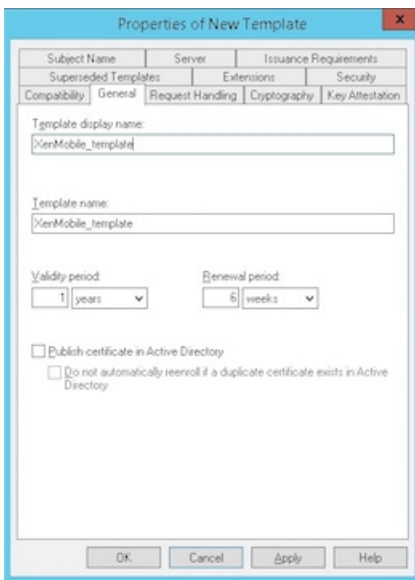 Properties of New Template
x
Subject Name Server Issuance Requirements
Superseded Templates Extensions Security
Compatibility General Request Handling Cryptography Key Attestation
Template display name:
XenMobile_template
Template name:
XenMobile_template
Validity period: Renewal period:
1 years 6 weeks
Publish certificate in Active Directory
Do not automatically reenroll if a duplicate certificate exists in Active
Directory
OK Cancel Apply Help